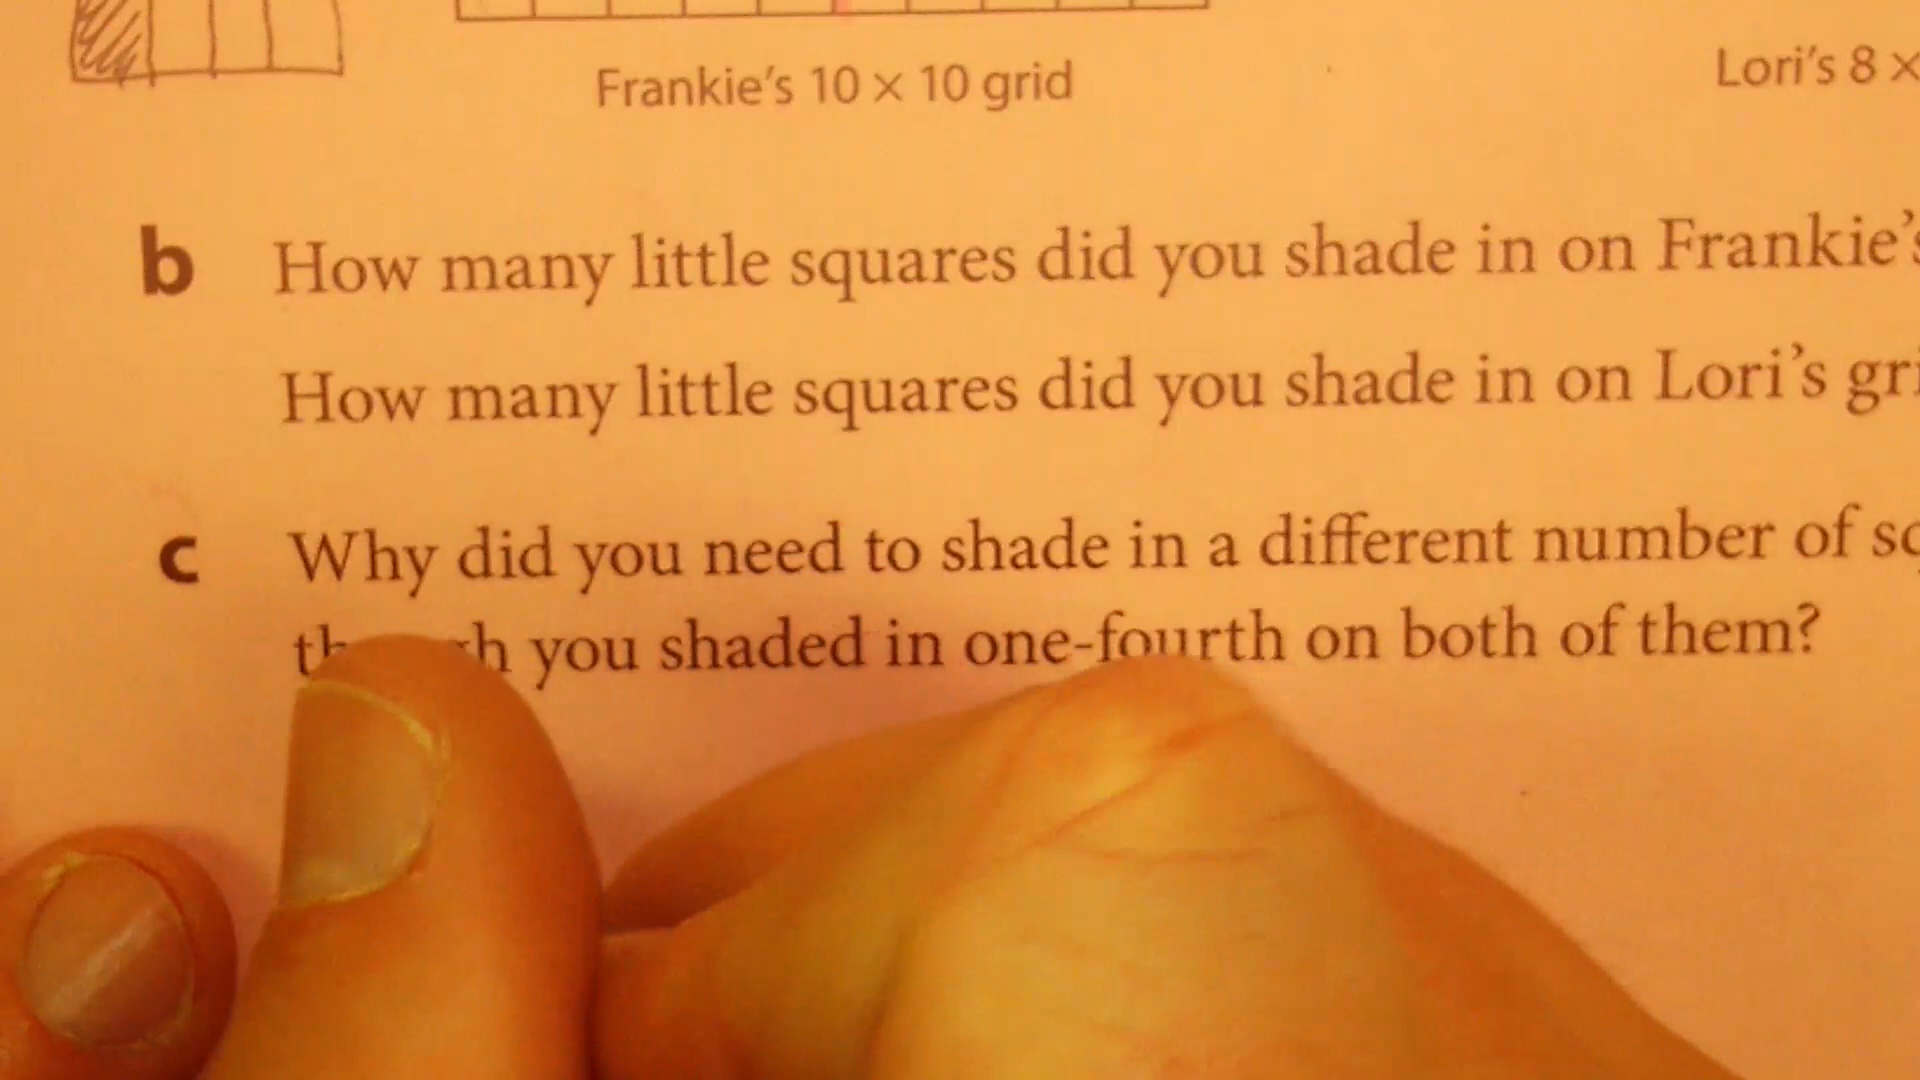 Frankie's 10 × 10 grid
Lori's 8 ×
b How many little squares did you shade in on Frankie's
How many little squares did you shade in on Lori's
c Why did you need to shade in a different number of
you shaded in one-fourth on both of them?